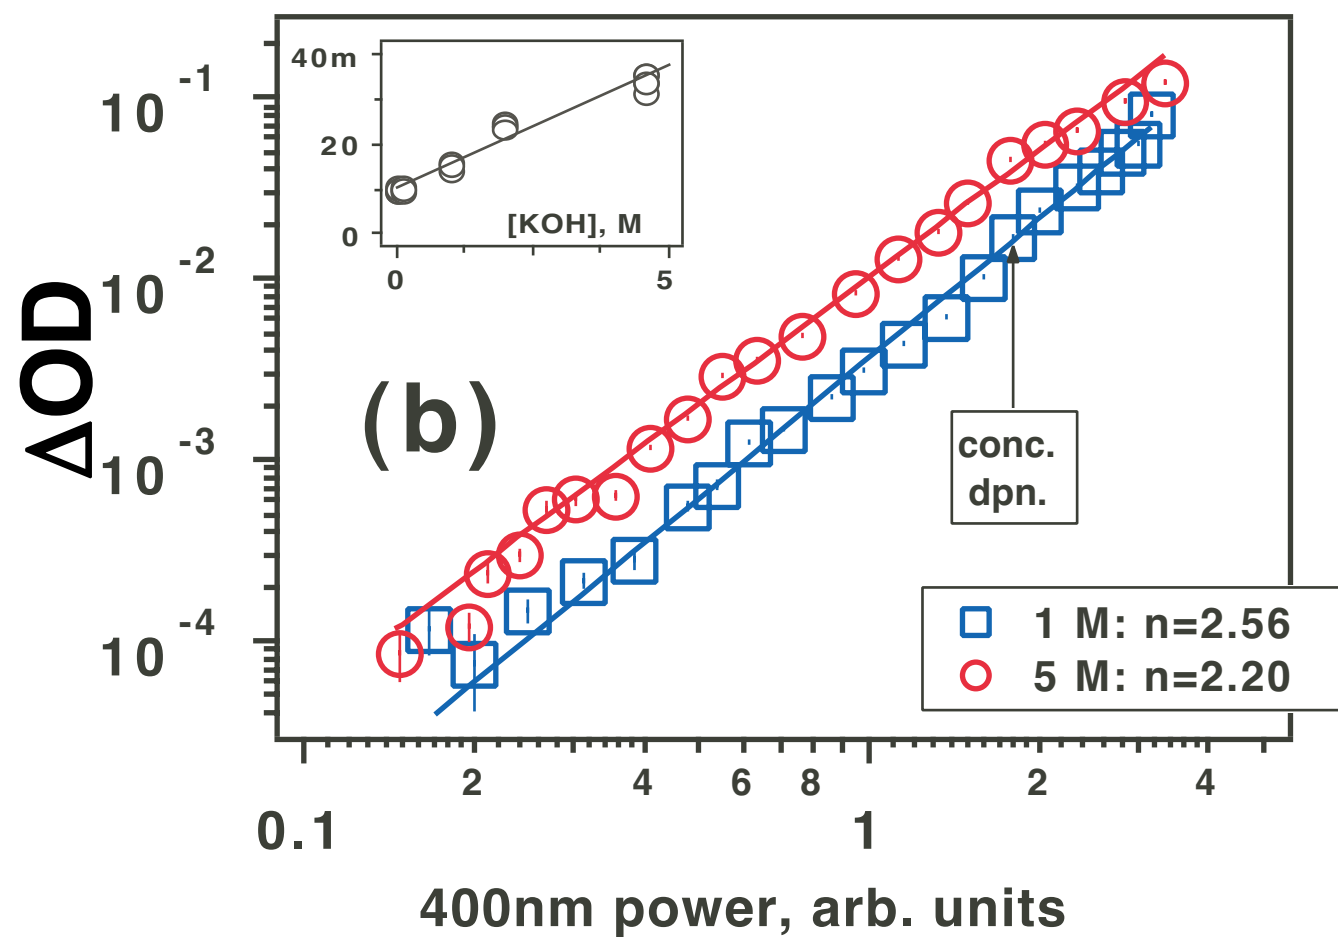 40m
20
0
0
5
[KOH], M
10 -1
10 -2
10 -3
10 -4
ΔOD
(b)
conc.
dpn.
1 M: n=2.56
5 M: n=2.20
2 4 6 8 2 4
0.1 1
400nm power, arb. units